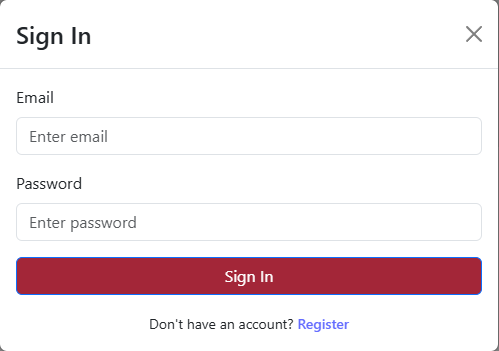 Sign In
Email
Enter email
Password
Enter password
Sign In
Don't have an account? Register